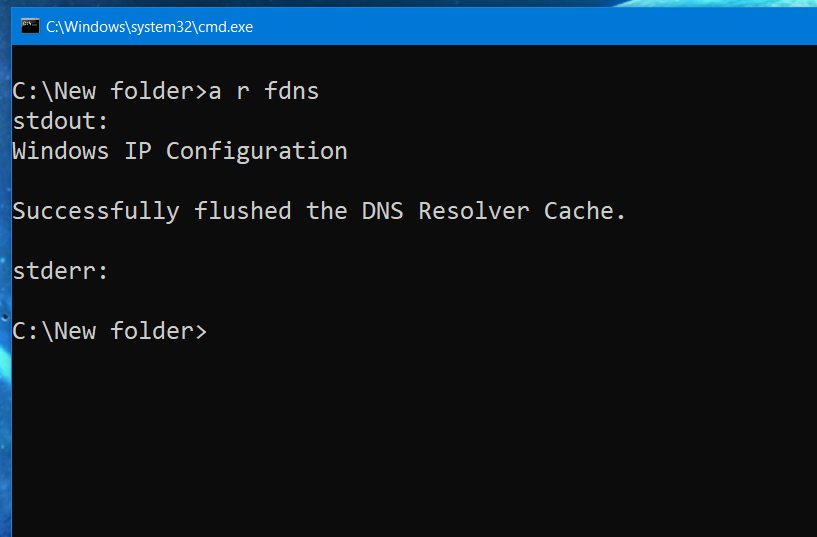 C:\Windows\system32\cmd.exe
C:\New folder>a r fdns
stdout:
Windows IP Configuration
Successfully flushed the DNS Resolver Cache.
stderr:
C:\New folder>